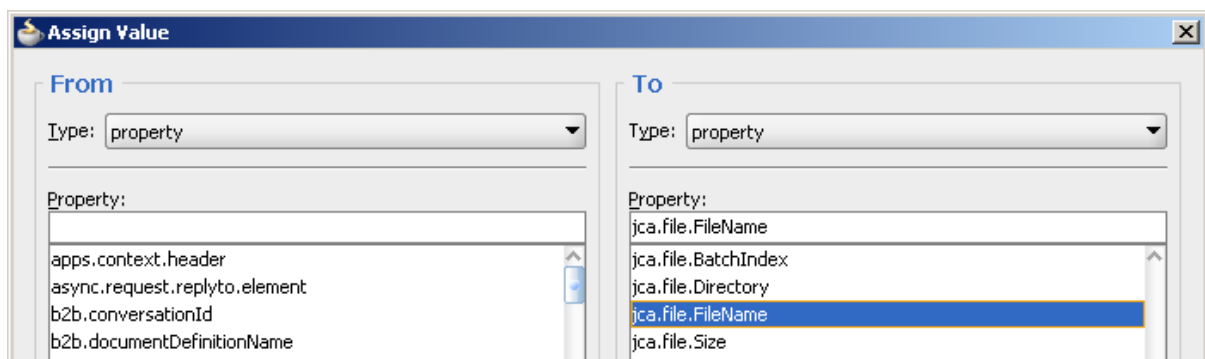 Assign Value
From
Type: property
Property:
apps.context.header
async.request.replyto.element
b2b.conversationId
b2b.documentDefinitionName
To
Type: property
Property:
jca.file.FileName
jca.file.BatchIndex
jca.file.Directory
jca.file.FileName
jca.file.Size